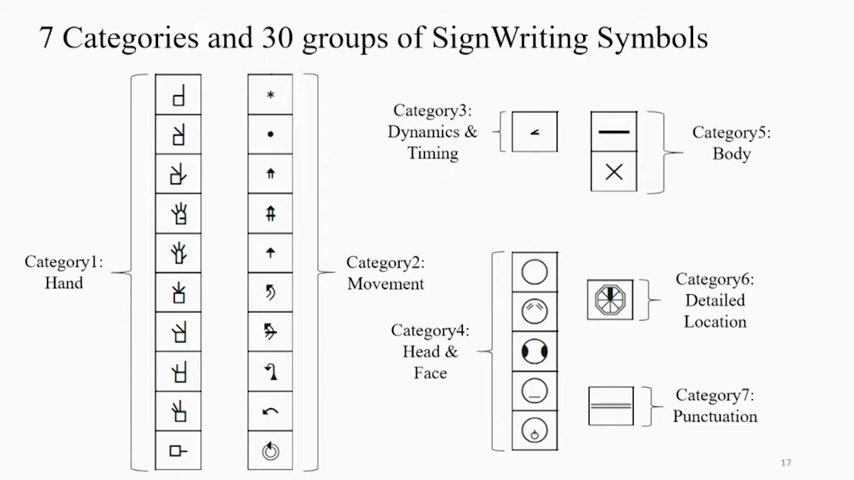 7 Categories and 30 groups of SignWriting Symbols
Category1:
Hand
Category2:
Movement
Category3:
Dynamics &
Timing
Category4:
Head &
Face
Category5:
Body
Category6:
Detailed
Location
Category7:
Punctuation
17